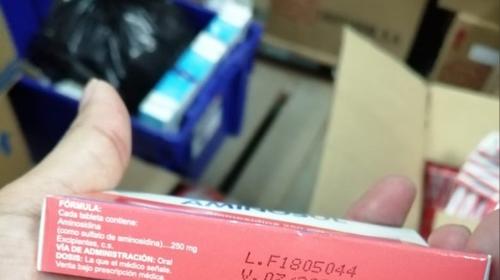 FÓRMULA:
Cada tableta contiene:
Aminosidina
(como sulfato de aminosidina)....250 mg
Excipientes, c.s.
VÍA DE ADMINISTRACIÓN: Oral
DOSIS: La que el médico señale.
Venta bajo prescripción médica.
L.F1805044